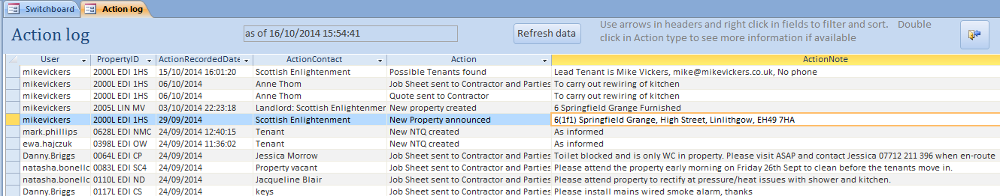 Switchboard Action log
Action log as of 16/10/2014 15:54:41 Refresh data Use arrows in headers and right click in fields to filter and sort. Double
click in Action type to see more information if available
User PropertyID ActionRecordedDate ActionContact Action ActionNote
mikevickers 2000L EDI 1HS 15/10/2014 16:01:20 Scottish Enlightenment Possible Tenants found Lead Tenant is Mike Vickers, mike@mikevickers.co.uk, No phone
mikevickers 2000L EDI 1HS 06/10/2014 Anne Thom Job Sheet sent to Contractor and Parties To carry out rewiring of kitchen
mikevickers 2000L EDI 1HS 06/10/2014 Anne Thom Quote sent to Contractor To carry out rewiring of kitchen
mikevickers 2005L LIN MV 03/10/2014 22:23:18 Landlord: Scottish Enlightenmer New property created 6 Springfield Grange Furnished
mikevickers 2000L EDI 1HS 29/09/2014 Scottish Enlightenment New Property announced 6(1f1) Springfield Grange, High Street, Linlithgow, EH49 7HA
mark.phillips 0628L EDI NMC 24/09/2014 12:40:15 Tenant New NTQ created As informed
ewa.hajczuk 0398L EDI OW 24/09/2014 11:36:02 Tenant New NTQ created As informed
Danny.Briggs 0064L EDI CP 24/09/2014 Jessica Morrow Job Sheet sent to Contractor and Parties Toilet blocked and is only WC in property. Please visit ASAP and contact Jessica 07712 211 396 when en-route
natasha.bonellc 0083L EDI SC4 24/09/2014 Property vacant Job Sheet sent to Contractor and Parties Please attend the property early morning on Friday 26th Sept to clean before the tenants move in.
natasha.bonellc 0110L EDI ND 24/09/2014 Jacqueline Blair Job Sheet sent to Contractor and Parties Please attend property to rectify at pressure/heat issues with shower and kitchen.
Danny.Briggs 0117L EDI CS 24/09/2014 keys Job Sheet sent to Contractor and Parties Please install mains wired smoke alarm, thanks